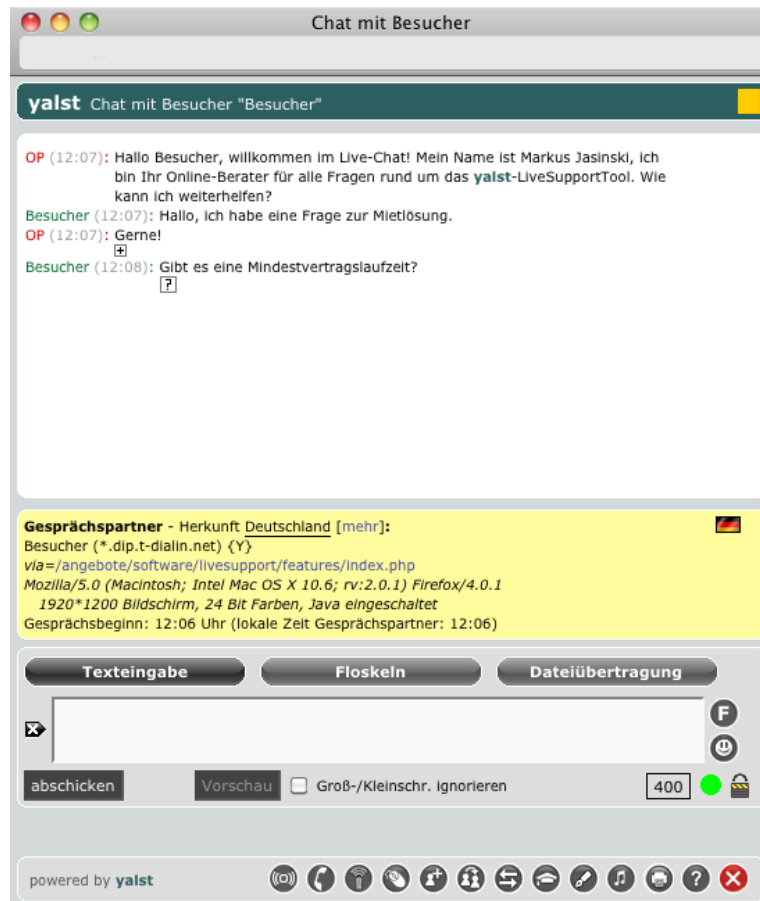 Chat mit Besucher
yalst Chat mit Besucher "Besucher"
OP (12:07): Hallo Besucher, willkommen im Live-Chat! Mein Name ist Markus Jasinski, ich
bin Ihr Online-Berater für alle Fragen rund um das yalst-LiveSupportTool. Wie
kann ich weiterhelfen?
Besucher (12:07): Hallo, ich habe eine Frage zur Mietlösung.
OP (12:07): Gerne!
+
Besucher (12:08): Gibt es eine Mindestvertragslaufzeit?
?
Gesprächspartner - Herkunft Deutschland [mehr]:
Besucher (*.dip.t-dialin.net) {Y}
via=/angebote/software/livesupport/features/index.php
Mozilla/5.0 (Macintosh; Intel Mac OS X 10.6; rv:2.0.1) Firefox/4.0.1
1920*1200 Bildschirm, 24 Bit Farben, Java eingeschaltet
Gesprächsbeginn: 12:06 Uhr (lokale Zeit Gesprächspartner: 12:06)
Texteingabe Floskeln Dateiübertragung
F
abschicken Vorschau Groß-/Kleinschr. ignorieren 400
powered by yalst ?